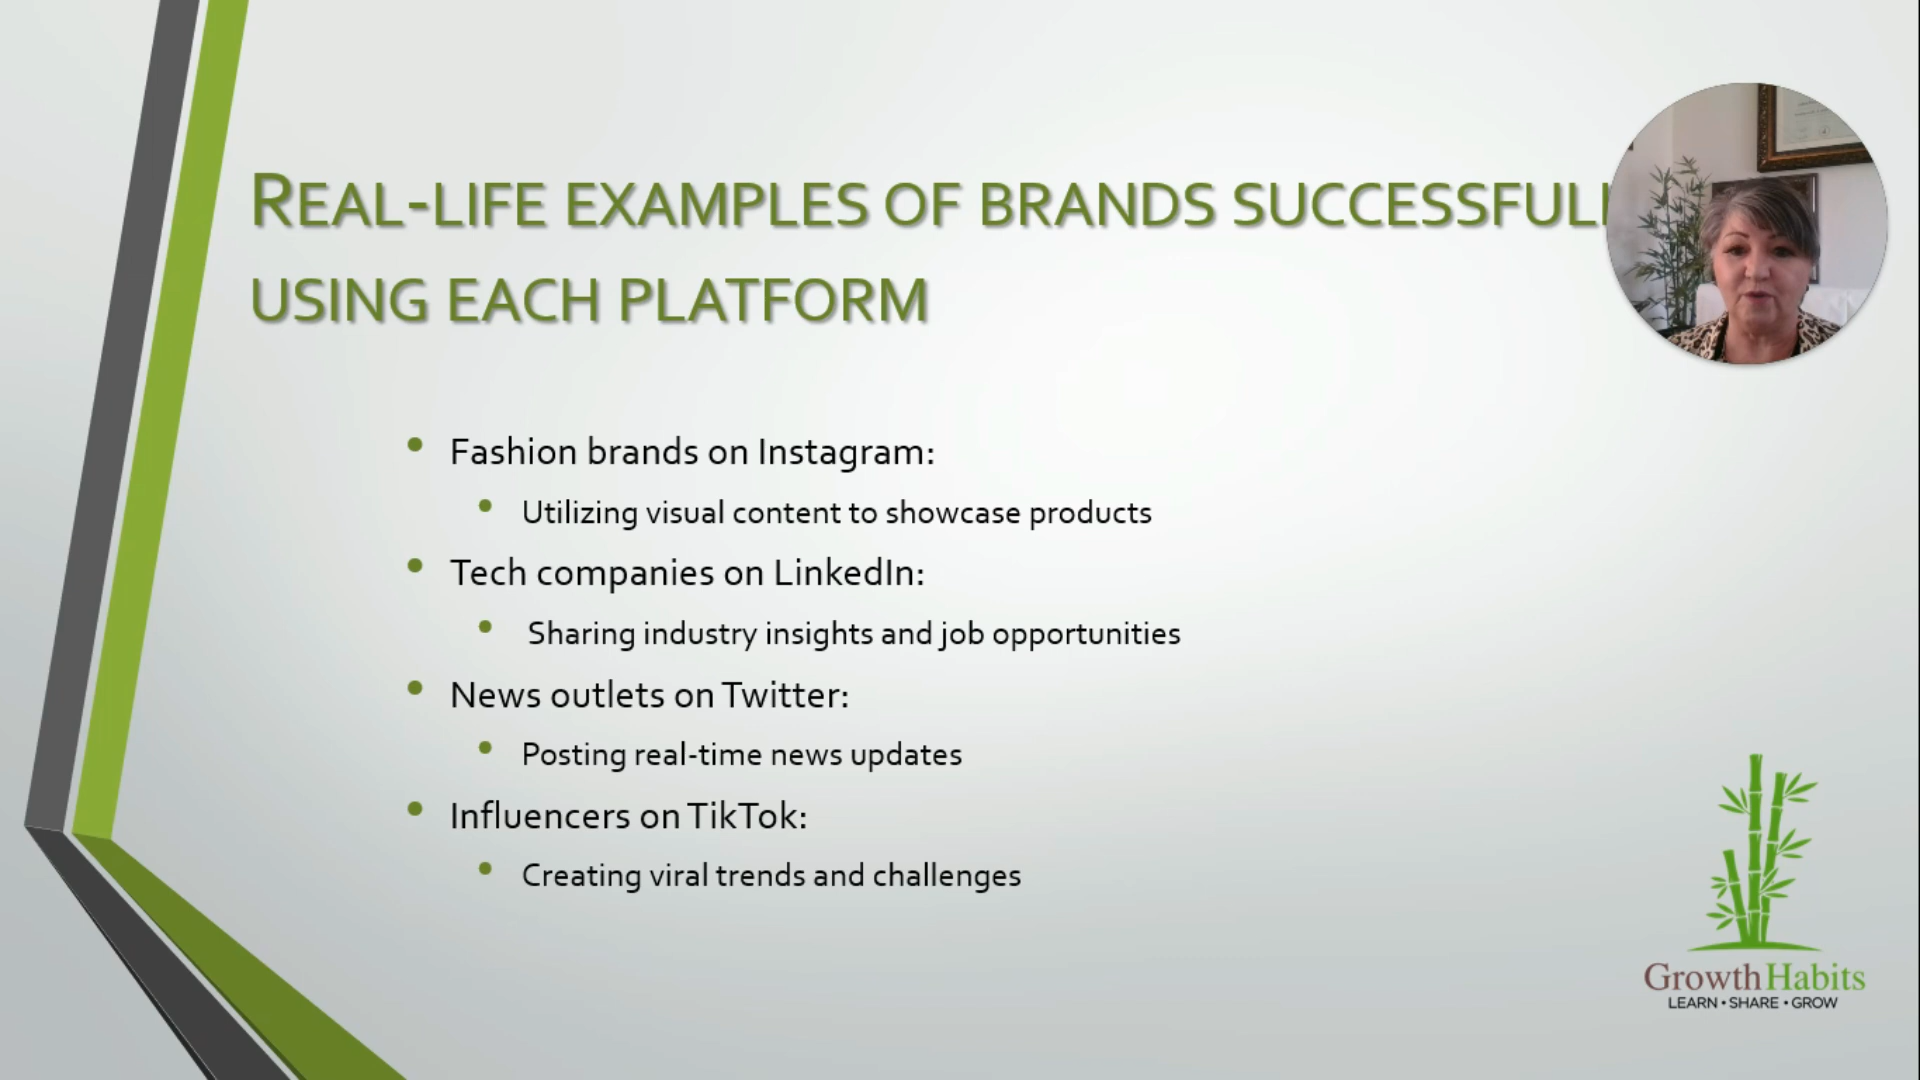 REAL-LIFE EXAMPLES OF BRANDS
USING EACH PLATFORM
• Fashion brands on Instagram:
• Utilizing visual content to showcase products
• Tech companies on LinkedIn:
• Sharing industry insights and job opportunities
• News outlets on Twitter:
• Posting real-time news updates
• Influencers on TikTok:
• Creating viral trends and challenges
Growth Habits
LEARN • SHARE • GROW